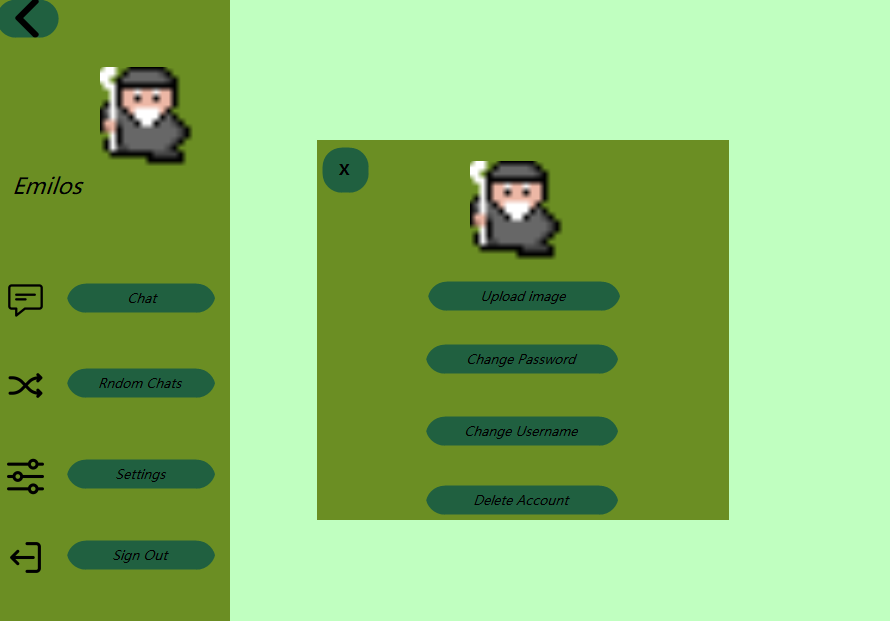 Emilos
Chat
Rndom Chats
Settings
Sign Out
X
Upload image
Change Password
Change Username
Delete Account